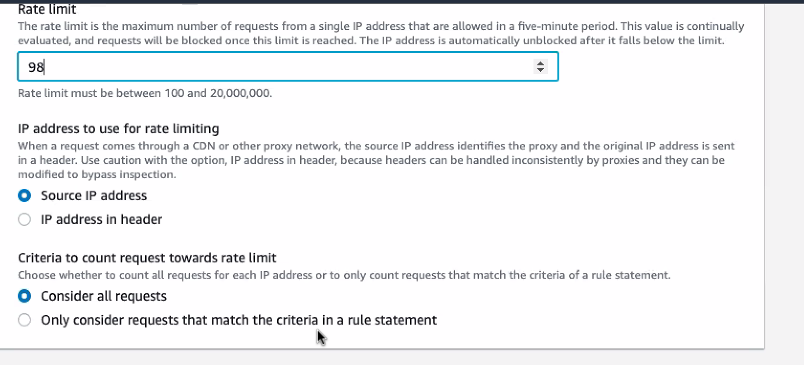 Rate limit
The rate limit is the maximum number of requests from a single IP address that are allowed in a five-minute period. This value is continually
evaluated, and requests will be blocked once this limit is reached. The IP address is automatically unblocked after it falls below the limit.
98
Rate limit must be between 100 and 20,000,000.
IP address to use for rate limiting
When a request comes through a CDN or other proxy network, the source IP address identifies the proxy and the original IP address is sent
in a header. Use caution with the option, IP address in header, because headers can be handled inconsistently by proxies and they can be
modified to bypass inspection.
Source IP address
IP address in header
Criteria to count request towards rate limit
Choose whether to count all requests for each IP address or to only count requests that match the criteria of a rule statement.
Consider all requests
Only consider requests that match the criteria in a rule statement